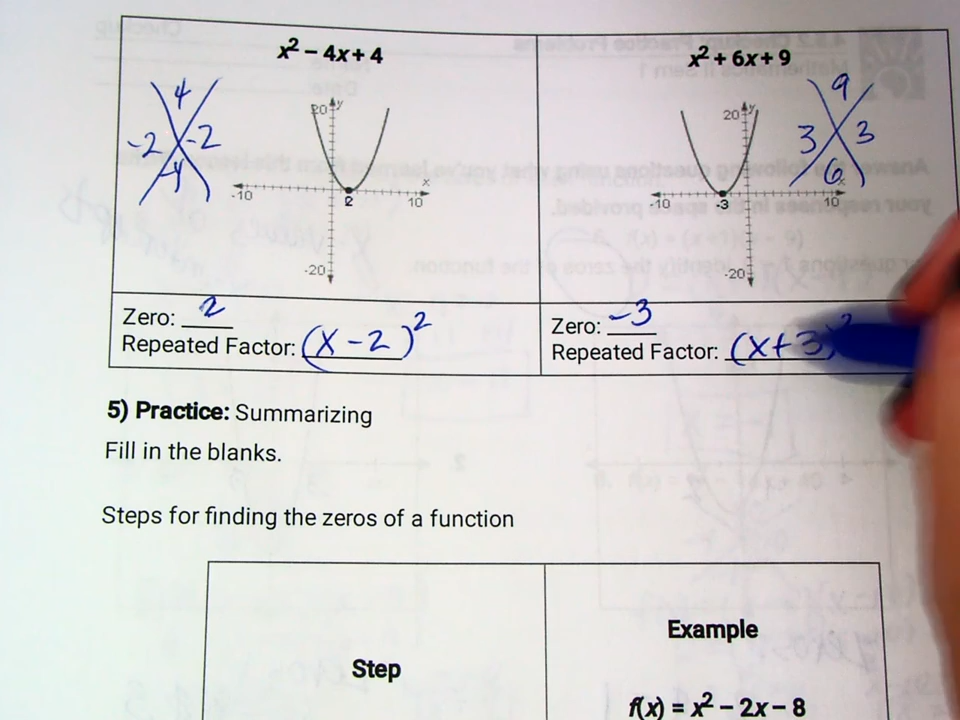 x² − 4x + 4
4
-2 -2
-4
20 y
-10 2 10 x
-20
Zero: 2
Repeated Factor: (x - 2)²
x² + 6x + 9
9
3 3
6
20 y
-10 -3 10 x
-20
Zero: -3
Repeated Factor: (x+3)²
5) Practice: Summarizing
Fill in the blanks.
Steps for finding the zeros of a function
Step
Example
f(x) = x² − 2x − 8